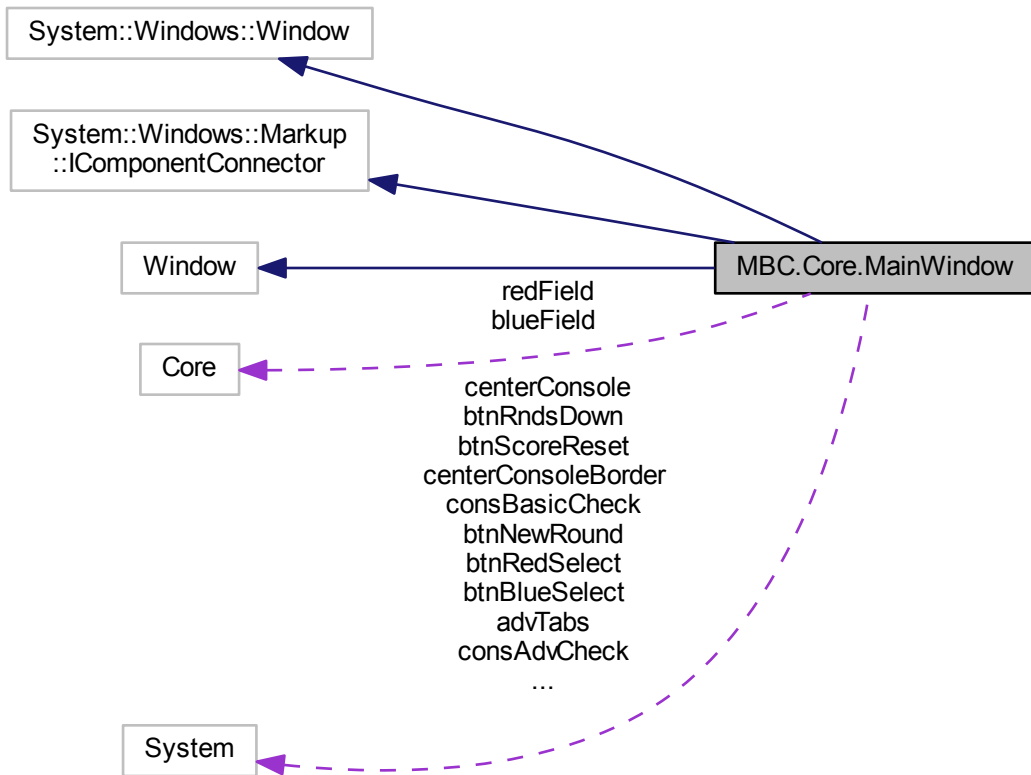 System::Windows::Window
System::Windows::Markup
::IComponentConnector
Window
MBC.Core.MainWindow
redField
blueField
Core
centerConsole
btnRndsDown
btnScoreReset
centerConsoleBorder
consBasicCheck
btnNewRound
btnRedSelect
btnBlueSelect
advTabs
consAdvCheck
...
System